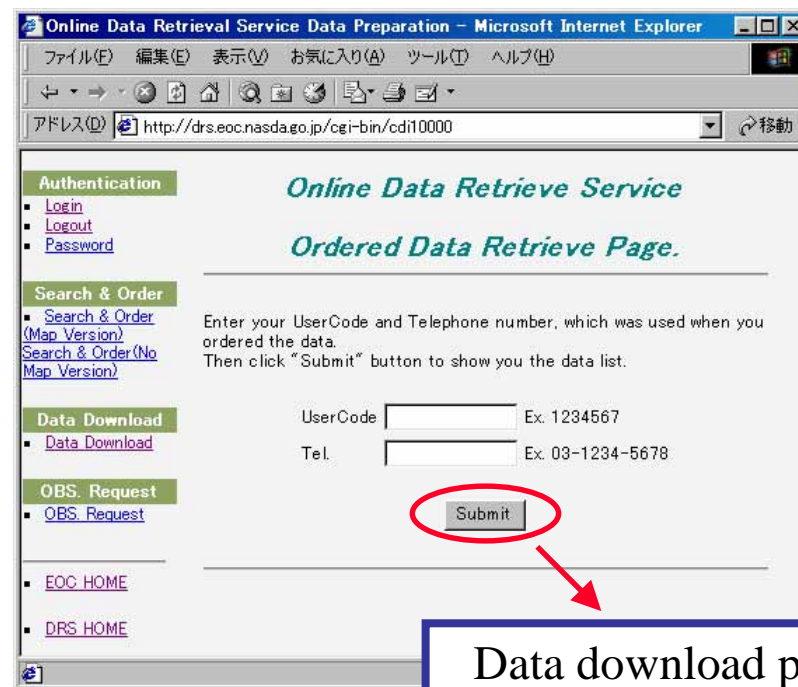 Online Data Retrieval Service Data Preparation - Microsoft Internet Explorer
ファイル(F) 編集(E) 表示(V) お気に入り(A) ツール(T) ヘルプ(H)
アドレス(D) http://drs.eoc.nasda.go.jp/cgi-bin/cdi10000 移動
Authentication
Login
Logout
Password
Search & Order
Search & Order
(Map Version)
Search & Order(No
Map Version)
Data Download
Data Download
OBS. Request
OBS. Request
EOC HOME
DRS HOME
Online Data Retrieve Service
Ordered Data Retrieve Page.
Enter your UserCode and Telephone number, which was used when you
ordered the data.
Then click "Submit" button to show you the data list.
UserCode Ex. 1234567
Tel. Ex. 03-1234-5678
Submit
Data download p